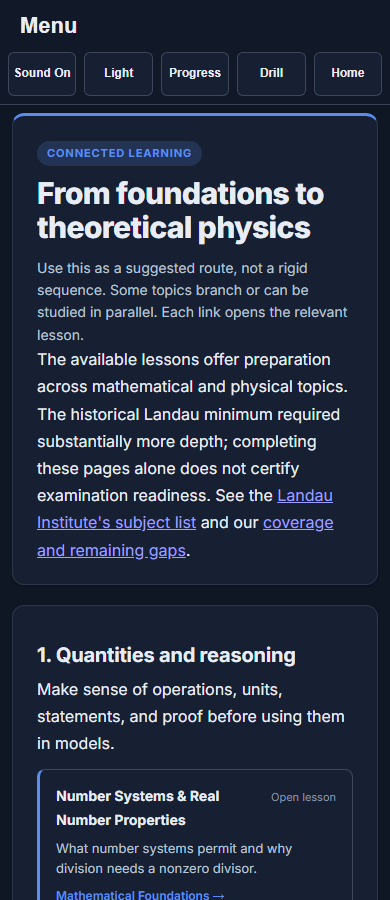 Menu
Sound On Light Progress Drill Home
CONNECTED LEARNING
From foundations to
theoretical physics
Use this as a suggested route, not a rigid
sequence. Some topics branch or can be
studied in parallel. Each link opens the relevant
lesson.
The available lessons offer preparation
across mathematical and physical topics.
The historical Landau minimum required
substantially more depth; completing
these pages alone does not certify
examination readiness. See the Landau
Institute's subject list and our coverage
and remaining gaps.
1. Quantities and reasoning
Make sense of operations, units,
statements, and proof before using them
in models.
Number Systems & Real Open lesson
Number Properties
What number systems permit and why
division needs a nonzero divisor.
Mathematical Foundations →